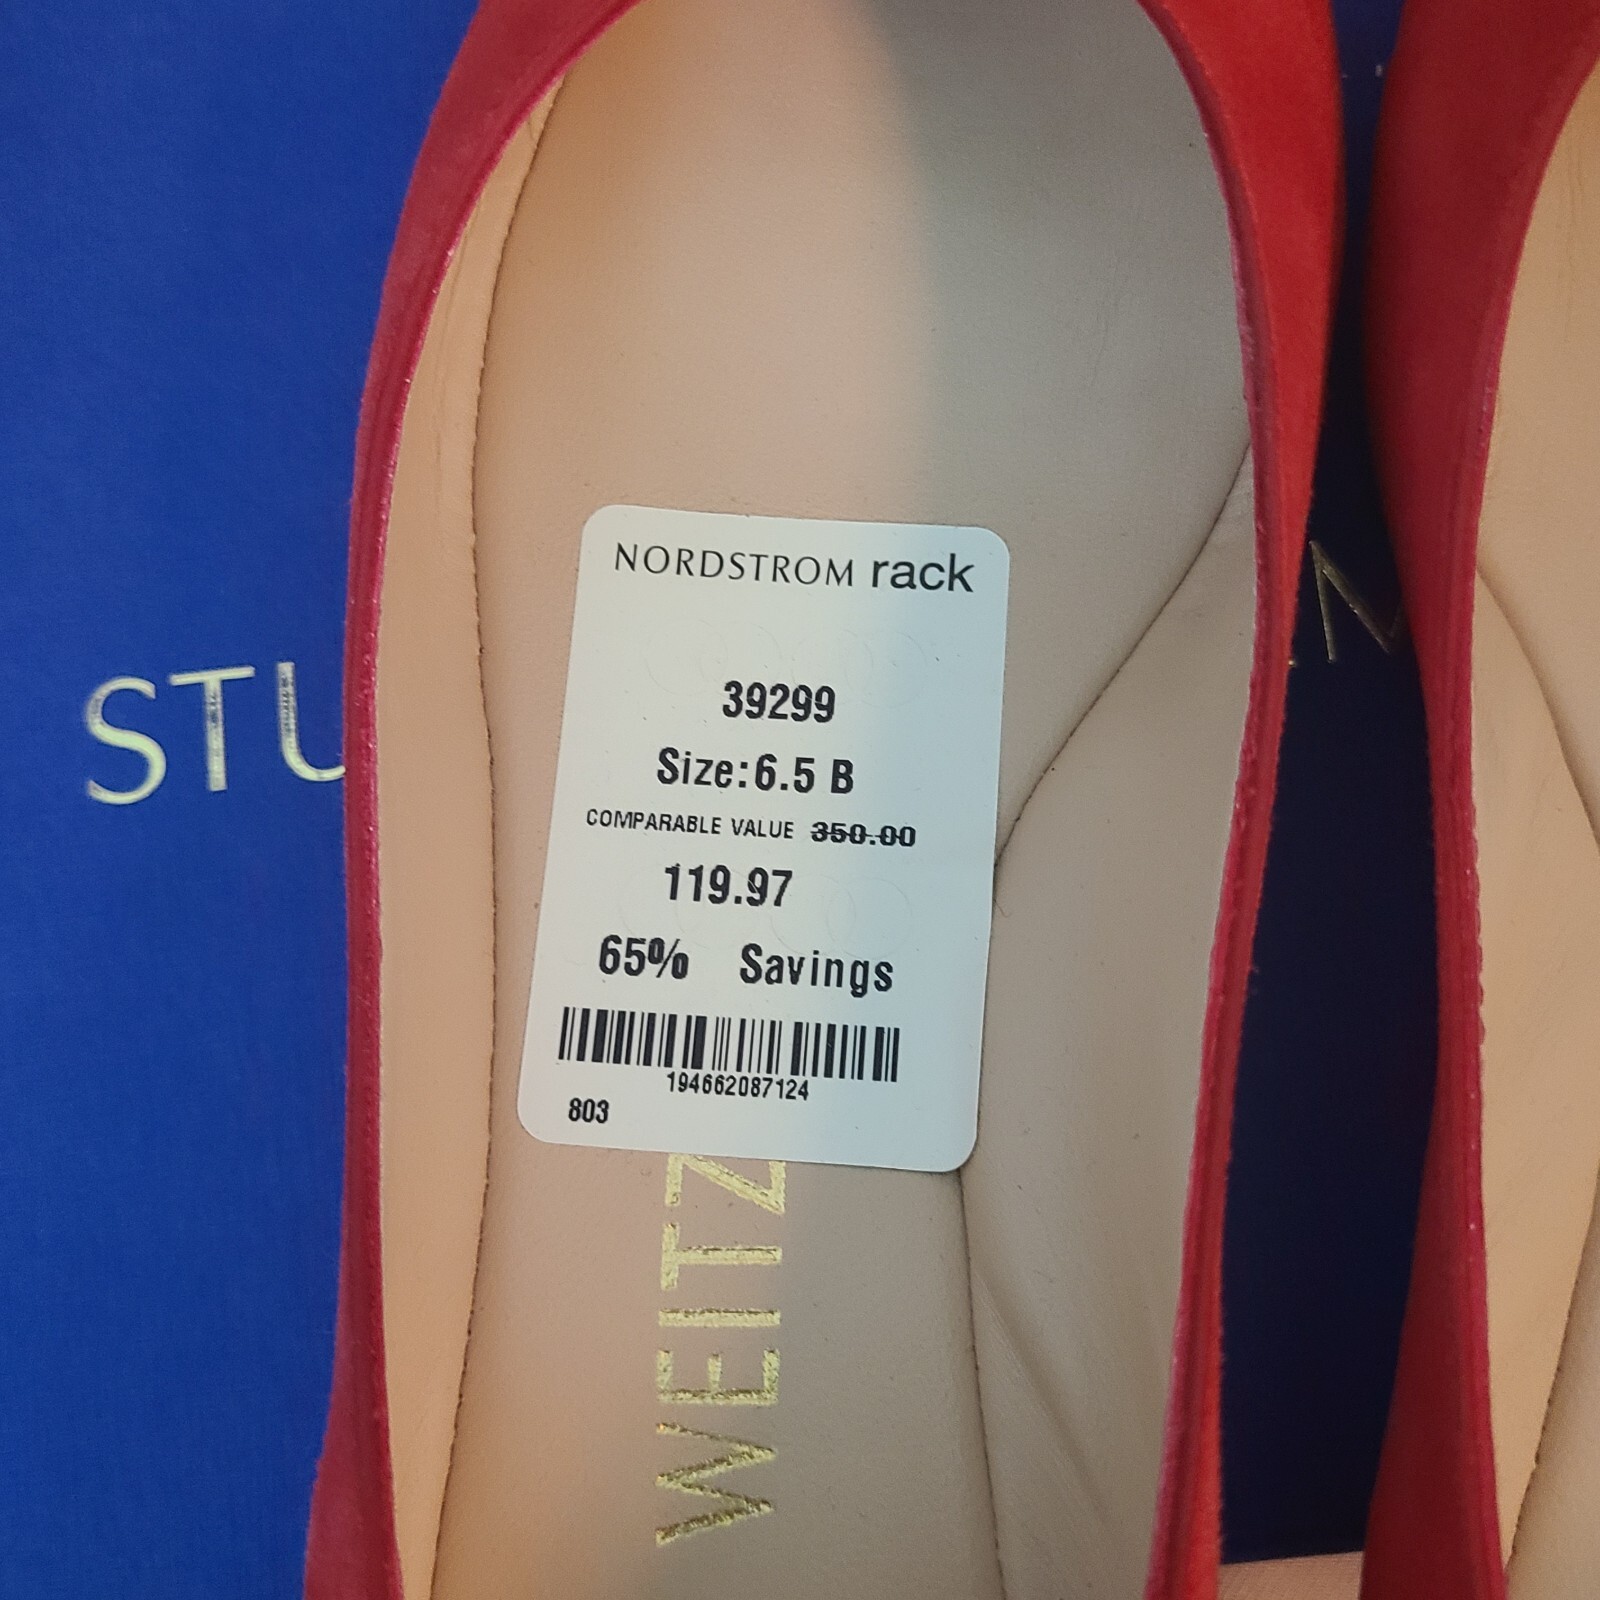 STU
NORDSTROM rack
39299
Size:6.5 B
COMPARABLE VALUE 350.00
119.97
65% Savings
194662087124
803
WEITZ